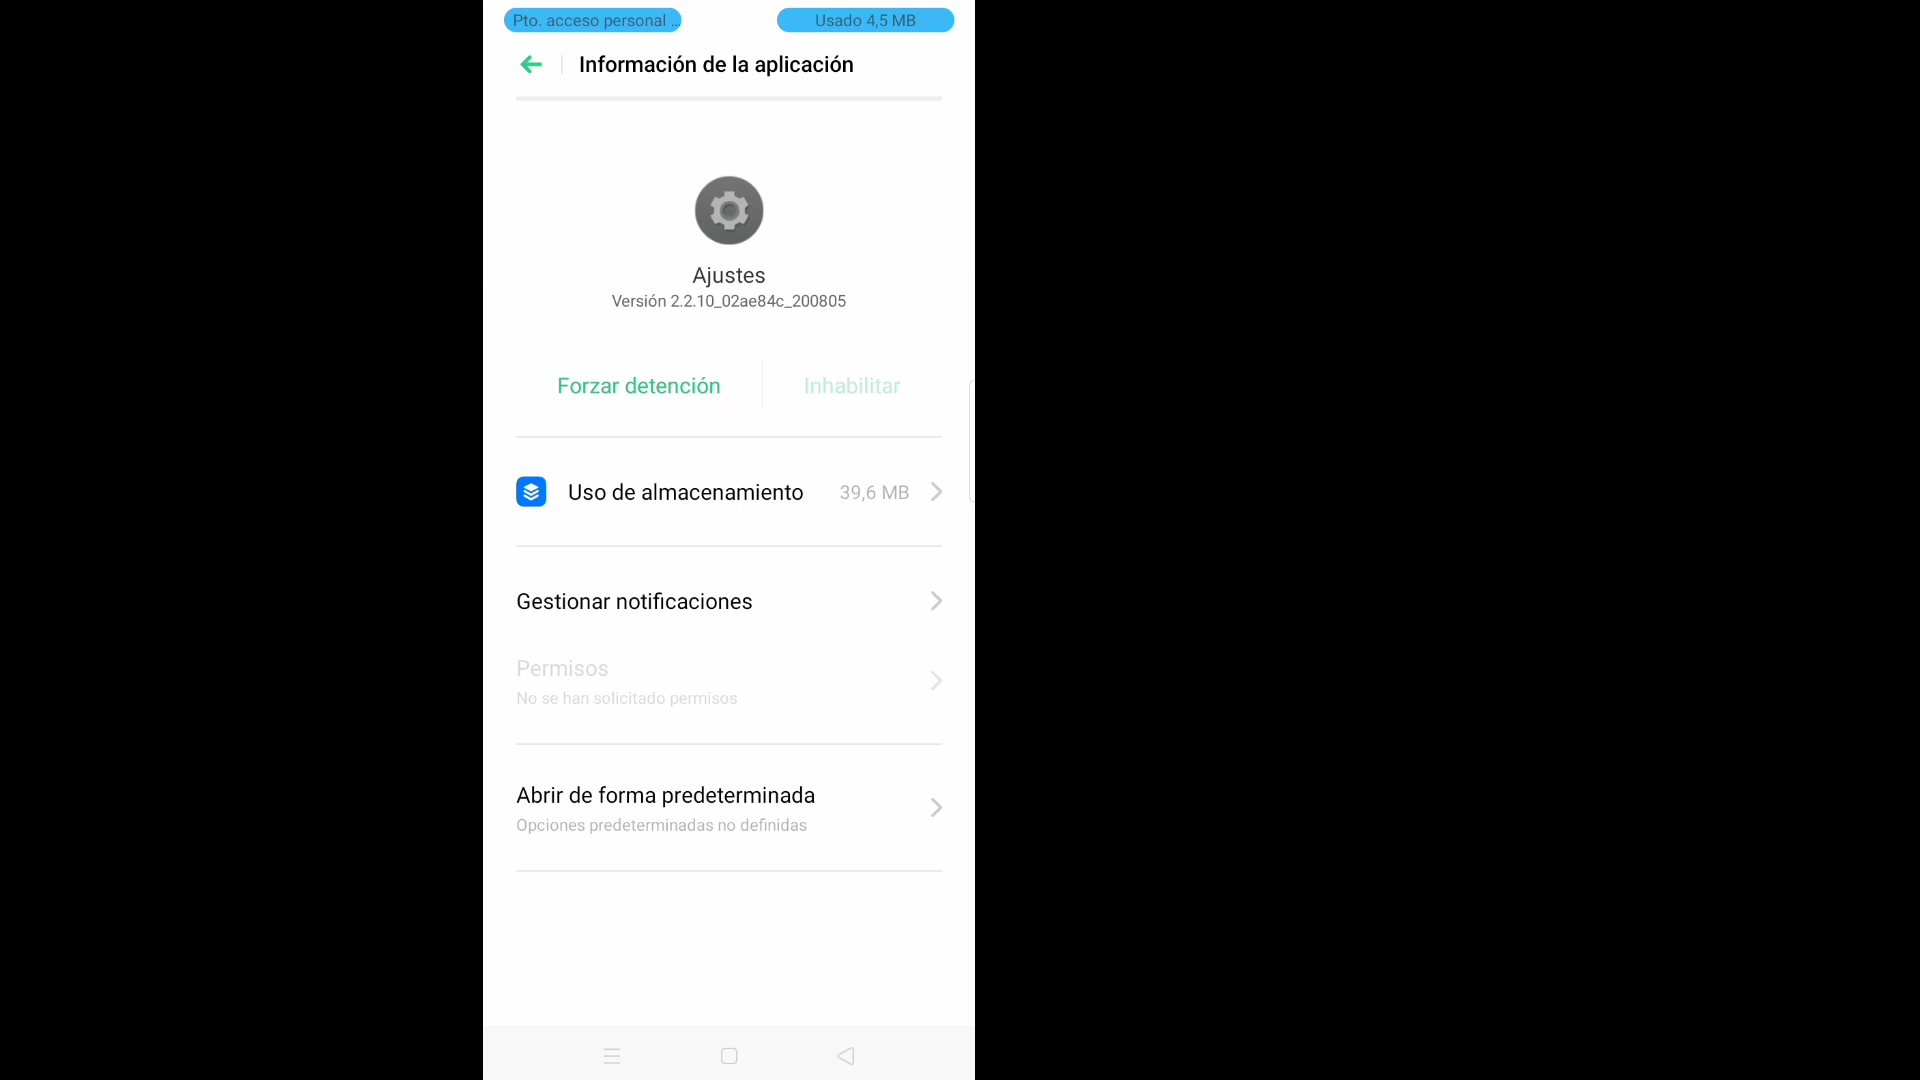 Pto. acceso personal ...
Usado 4,5 MB
Información de la aplicación
Ajustes
Versión 2.2.10_02ae84c_200805
Forzar detención
Inhabilitar
Uso de almacenamiento
39,6 MB
Gestionar notificaciones
Permisos
No se han solicitado permisos
Abrir de forma predeterminada
Opciones predeterminadas no definidas